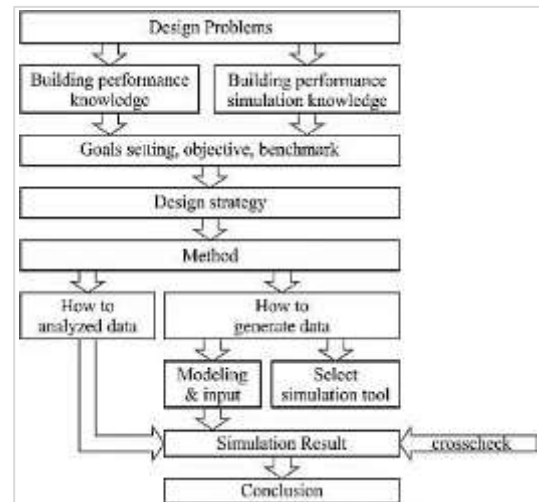 Design Problems
Building performance
knowledge
Building performance
simulation knowledge
Goals setting, objective, benchmark
Design strategy
Method
How to
analyzed data
How to
generate data
Modeling
& input
Select
simulation tool
Simulation Result
crosscheck
Conclusion